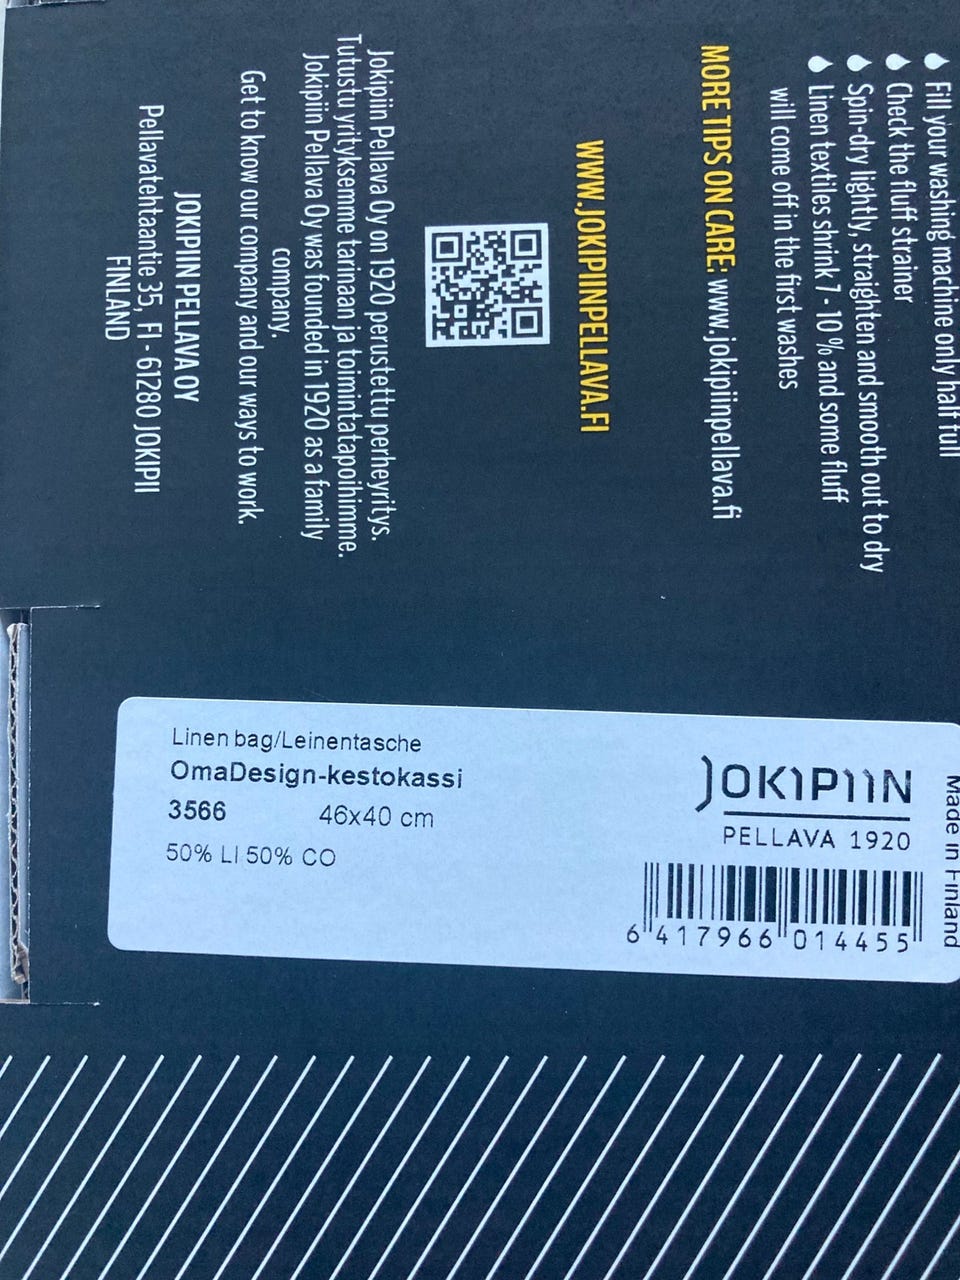 Fill your washing machine only half full
Check the fluff strainer
Spin-dry lightly, straighten and smooth out to dry
Linen textiles shrink 7 - 10 % and some fluff
will come off in the first washes
MORE TIPS ON CARE: www.jokipiinpellava.fi
WWW.JOKIPIINPELLAVA.FI
Jokipiin Pellava Oy on 1920 perustettu perheyritys.
Tutustu yrityksemme tarinaan ja toimintatapoihimme.
Jokipiin Pellava Oy was founded in 1920 as a family
company.
Get to know our company and our ways to work.
JOKIPIIN PELLAVA OY
Pellavatehtaantie 35, FI - 61280 JOKIPII
FINLAND
Linen bag/Leinentasche
OmaDesign-kestokassi
3566 46x40 cm
50% LI 50% CO
JOKIPIIN
PELLAVA 1920
6 417966 014455
Made in Finland